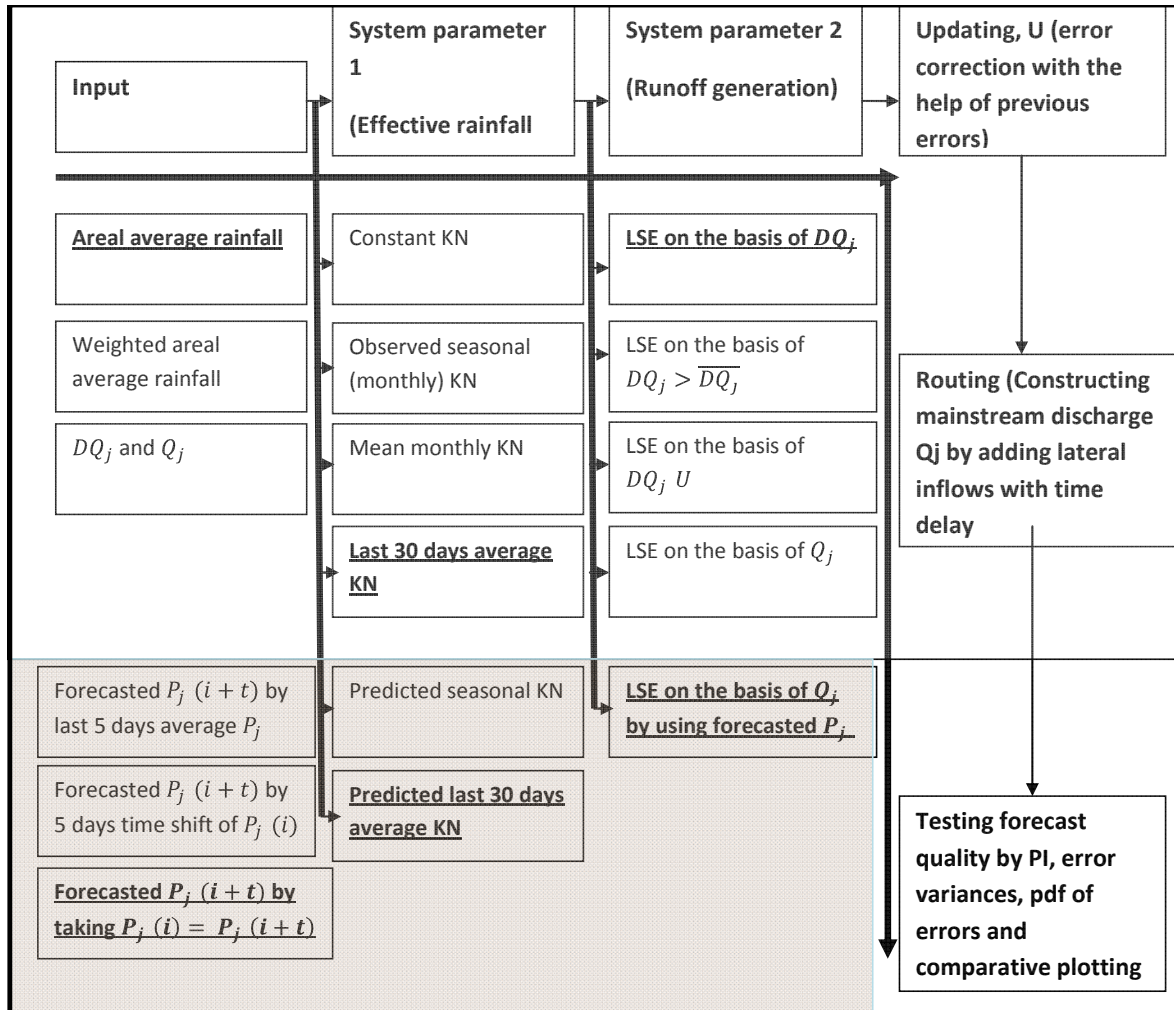 Input
System parameter
1
(Effective rainfall
System parameter 2
(Runoff generation)
Updating, U (error
correction with the
help of previous
errors)
Areal average rainfall
Constant KN
LSE on the basis of DQⱼ
Weighted areal
average rainfall
Observed seasonal
(monthly) KN
LSE on the basis of
DQⱼ > D̅Q̅ⱼ̅
Routing (Constructing
mainstream discharge
Qj by adding lateral
inflows with time
delay
DQⱼ and Qⱼ
Mean monthly KN
LSE on the basis of
DQⱼ U
Last 30 days average
KN
LSE on the basis of Qⱼ
Forecasted Pⱼ (i + t) by
last 5 days average Pⱼ
Predicted seasonal KN
LSE on the basis of Qⱼ
by using forecasted Pⱼ
Forecasted Pⱼ (i + t) by
5 days time shift of Pⱼ (i)
Predicted last 30 days
average KN
Forecasted Pⱼ (i + t) by
taking Pⱼ (i) = Pⱼ (i + t)
Testing forecast
quality by PI, error
variances, pdf of
errors and
comparative plotting